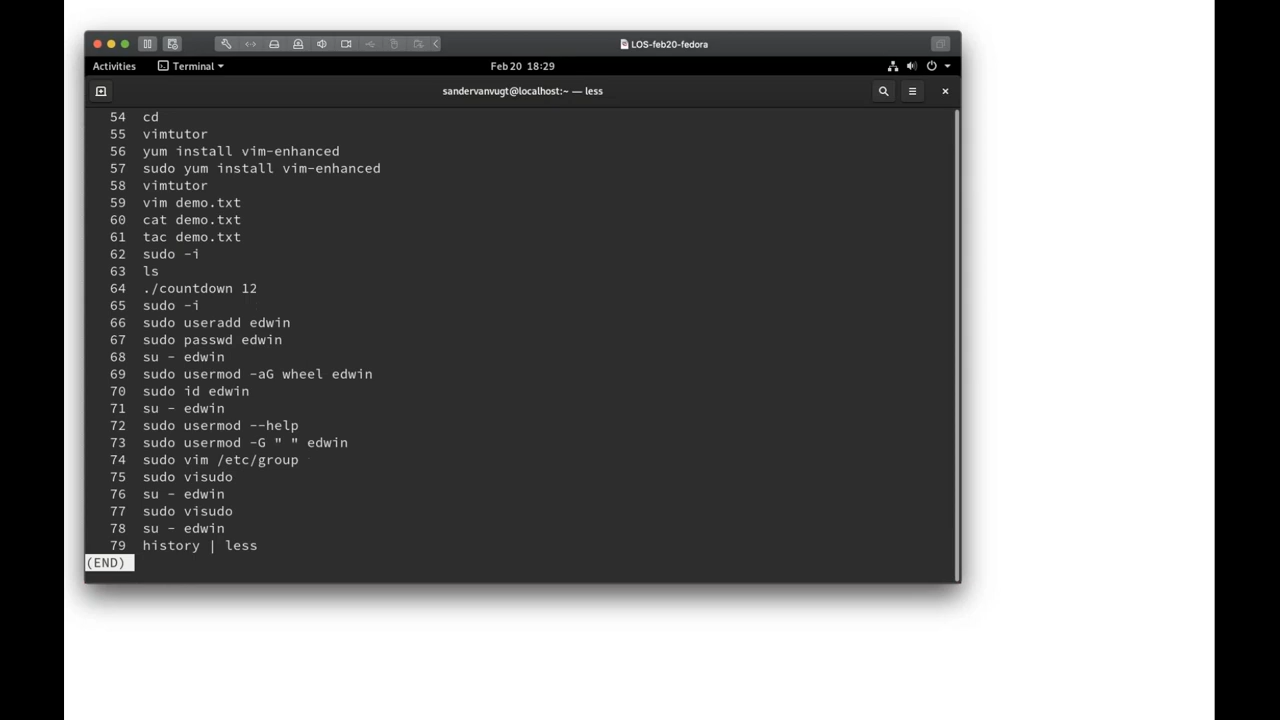 LOS-feb20-fedora
Activities Terminal Feb 20 18:29
sandervanvugt@localhost:~ — less
54 cd
55 vimtutor
56 yum install vim-enhanced
57 sudo yum install vim-enhanced
58 vimtutor
59 vim demo.txt
60 cat demo.txt
61 tac demo.txt
62 sudo -i
63 ls
64 ./countdown 12
65 sudo -i
66 sudo useradd edwin
67 sudo passwd edwin
68 su - edwin
69 sudo usermod -aG wheel edwin
70 sudo id edwin
71 su - edwin
72 sudo usermod --help
73 sudo usermod -G " " edwin
74 sudo vim /etc/group
75 sudo visudo
76 su - edwin
77 sudo visudo
78 su - edwin
79 history | less
(END)